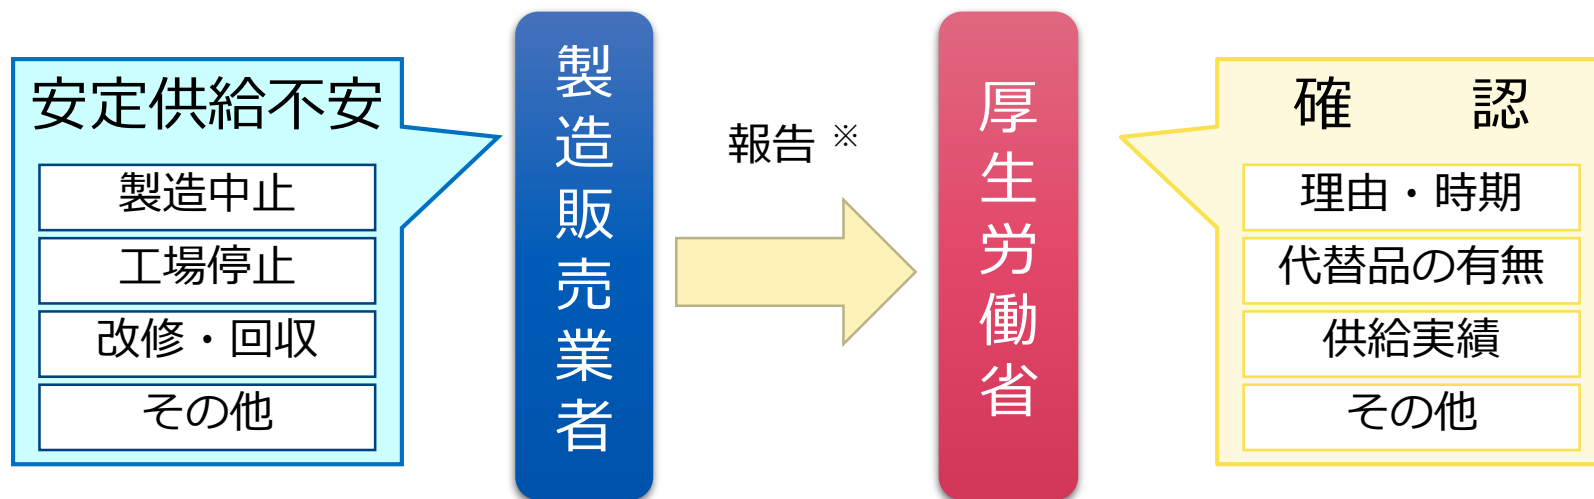 安定供給不安
製造中止
工場停止
改修・回収
その他
製造販売業者
報告 ※
厚生労働省
確　認
理由・時期
代替品の有無
供給実績
その他